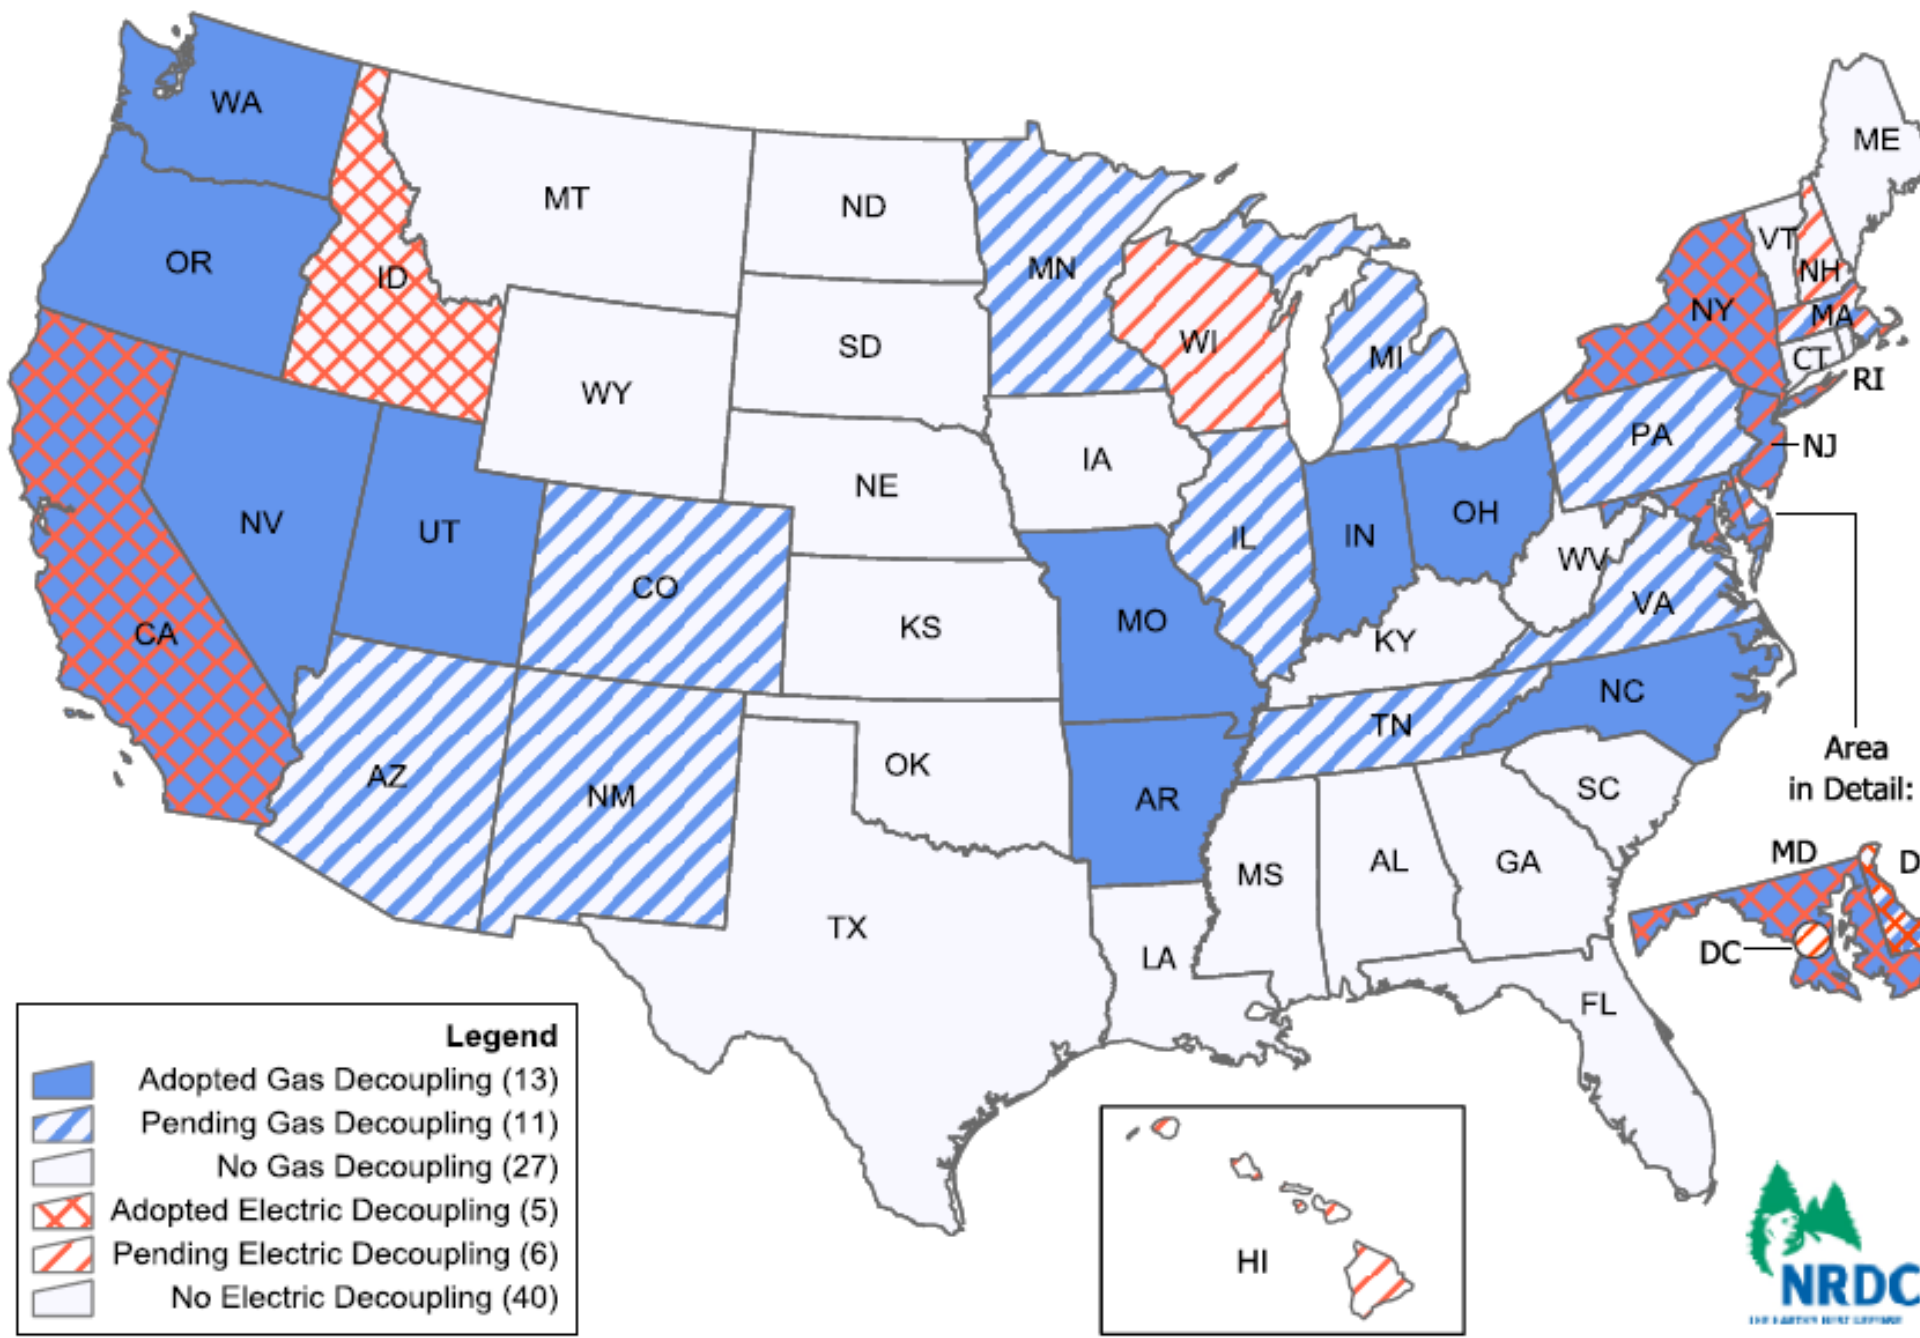 WA
MT
ND
ME
OR
ID
MN
VT
NH
SD
WI
NY
MA
WY
MI
CT
RI
IA
PA
NJ
NE
NV
UT
IL
IN
OH
CO
WV
VA
CA
KS
MO
KY
NC
AZ
NM
OK
TN
AR
SC
Area
in Detail:
MS
AL
GA
MD
D
TX
LA
DC
FL
Legend
Adopted Gas Decoupling (13)
Pending Gas Decoupling (11)
No Gas Decoupling (27)
Adopted Electric Decoupling (5)
Pending Electric Decoupling (6)
No Electric Decoupling (40)
HI
NRDC
THE EARTH'S BEST DEFENSE